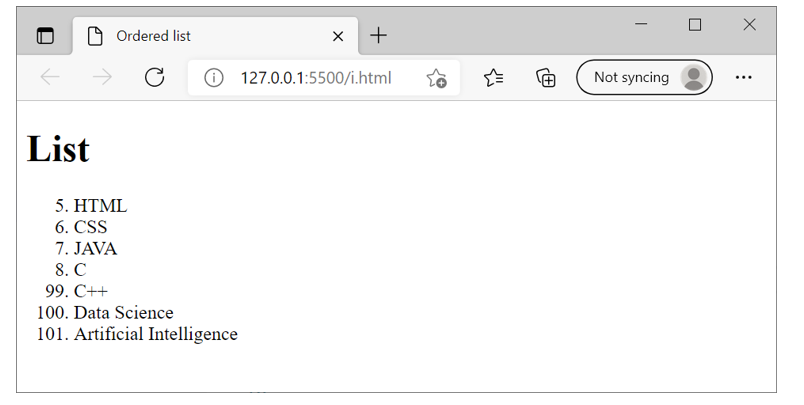 Ordered list
127.0.0.1:5500/i.html
Not syncing
List
5. HTML
6. CSS
7. JAVA
8. C
99. C++
100. Data Science
101. Artificial Intelligence